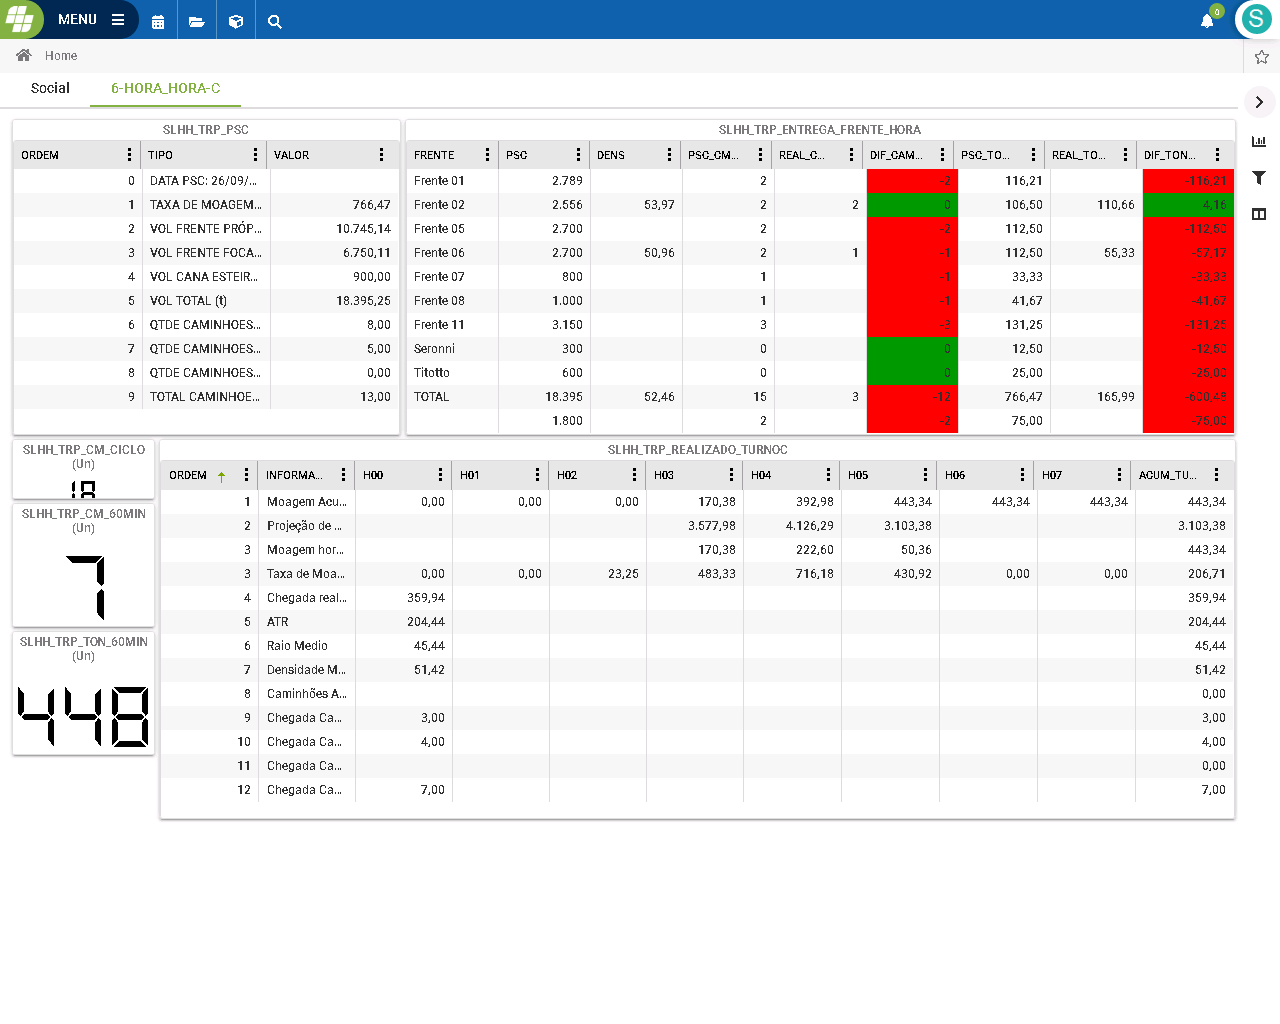 MENU
0
S
Home
Social 6-HORA_HORA-C
SLHH_TRP_PSC
ORDEM TIPO VALOR
0 DATA PSC: 26/09/...
1 TAXA DE MOAGEM... 766,47
2 VOL FRENTE PRÓP... 10.745,14
3 VOL FRENTE FOCA... 6.750,11
4 VOL CANA ESTEIR... 900,00
5 VOL TOTAL (t) 18.395,25
6 QTDE CAMINHOES... 8,00
7 QTDE CAMINHOES... 5,00
8 QTDE CAMINHOES... 0,00
9 TOTAL CAMINHOE... 13,00
SLHH_TRP_ENTREGA_FRENTE_HORA
FRENTE PSC DENS PSC_CM... REAL_C... DIF_CAM... PSC_TO... REAL_TO... DIF_TON...
Frente 01 2.789 2 -2 116,21 -116,21
Frente 02 2.556 53,97 2 2 0 106,50 110,66 4,16
Frente 05 2.700 2 -2 112,50 -112,50
Frente 06 2.700 50,96 2 1 -1 112,50 55,33 -57,17
Frente 07 800 1 -1 33,33 -33,33
Frente 08 1.000 1 -1 41,67 -41,67
Frente 11 3.150 3 -3 131,25 -131,25
Seronni 300 0 0 12,50 -12,50
Titotto 600 0 0 25,00 -25,00
TOTAL 18.395 52,46 15 3 -12 766,47 165,99 -600,48
1.800 2 -2 75,00 -75,00
SLHH_TRP_CM_CICLO
(Un)
18
SLHH_TRP_CM_60MIN
(Un)
7
SLHH_TRP_TON_60MIN
(Un)
448
SLHH_TRP_REALIZADO_TURNOC
ORDEM INFORMA... H00 H01 H02 H03 H04 H05 H06 H07 ACUM_TU...
1 Moagem Acu... 0,00 0,00 0,00 170,38 392,98 443,34 443,34 443,34 443,34
2 Projeção de ... 3.577,98 4.126,29 3.103,38 3.103,38
3 Moagem hor... 170,38 222,60 50,36 443,34
3 Taxa de Moa... 0,00 0,00 23,25 483,33 716,18 430,92 0,00 0,00 206,71
4 Chegada real... 359,94 359,94
5 ATR 204,44 204,44
6 Raio Medio 45,44 45,44
7 Densidade M... 51,42 51,42
8 Caminhões A... 0,00
9 Chegada Ca... 3,00 3,00
10 Chegada Ca... 4,00 4,00
11 Chegada Ca... 0,00
12 Chegada Ca... 7,00 7,00